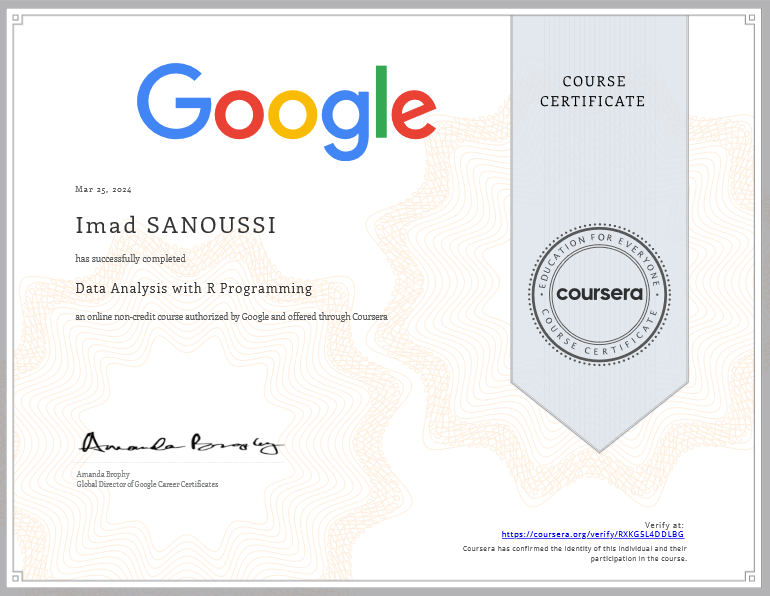 Google
COURSE
CERTIFICATE
Mar 25, 2024
Imad SANOUSSI
has successfully completed
Data Analysis with R Programming
an online non-credit course authorized by Google and offered through Coursera
EDUCATION FOR EVERYONE
coursera
COURSE CERTIFICATE
Amanda Brophy
Amanda Brophy
Global Director of Google Career Certificates
Verify at:
https://coursera.org/verify/RXKGSL4DDLBG
Coursera has confirmed the identity of this individual and their
participation in the course.